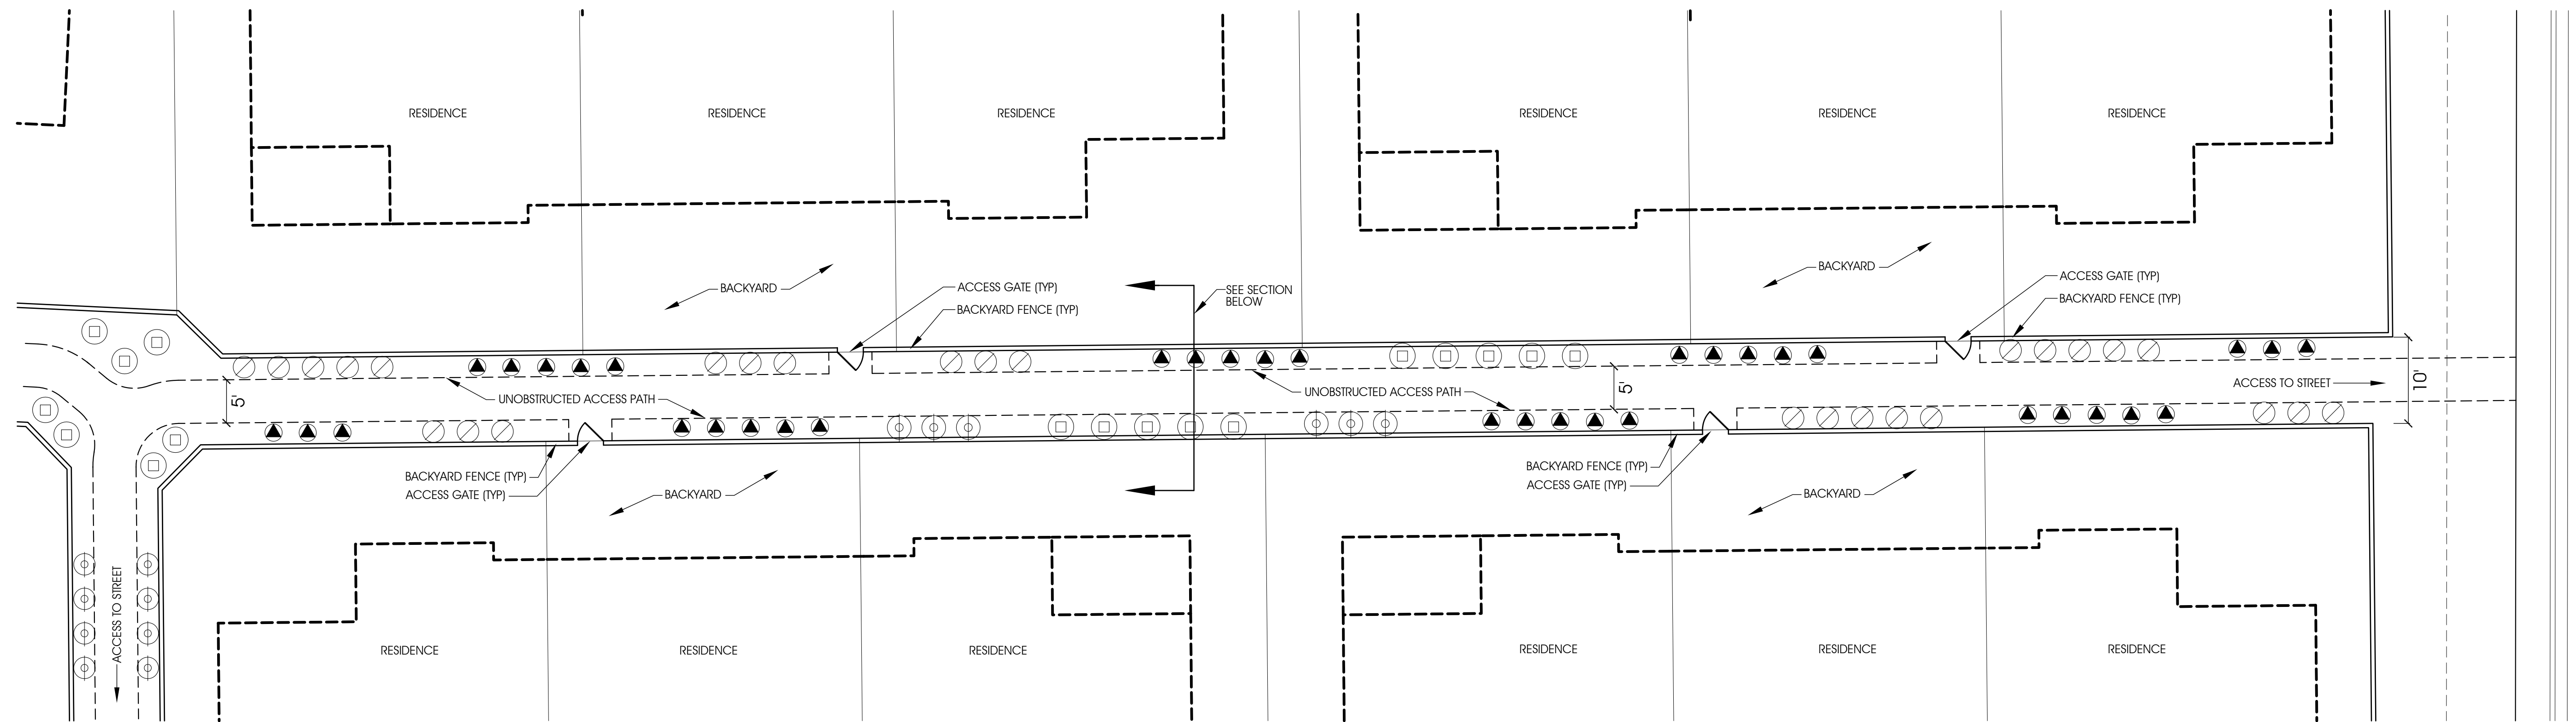 RESIDENCE
RESIDENCE
RESIDENCE
RESIDENCE
RESIDENCE
RESIDENCE
BACKYARD
ACCESS GATE (TYP)
BACKYARD FENCE (TYP)
SEE SECTION
BELOW
BACKYARD
ACCESS GATE (TYP)
BACKYARD FENCE (TYP)
5'
UNOBSTRUCTED ACCESS PATH
UNOBSTRUCTED ACCESS PATH
5'
ACCESS TO STREET
10'
BACKYARD FENCE (TYP)
ACCESS GATE (TYP)
BACKYARD
BACKYARD FENCE (TYP)
ACCESS GATE (TYP)
BACKYARD
ACCESS TO STREET
RESIDENCE
RESIDENCE
RESIDENCE
RESIDENCE
RESIDENCE
RESIDENCE